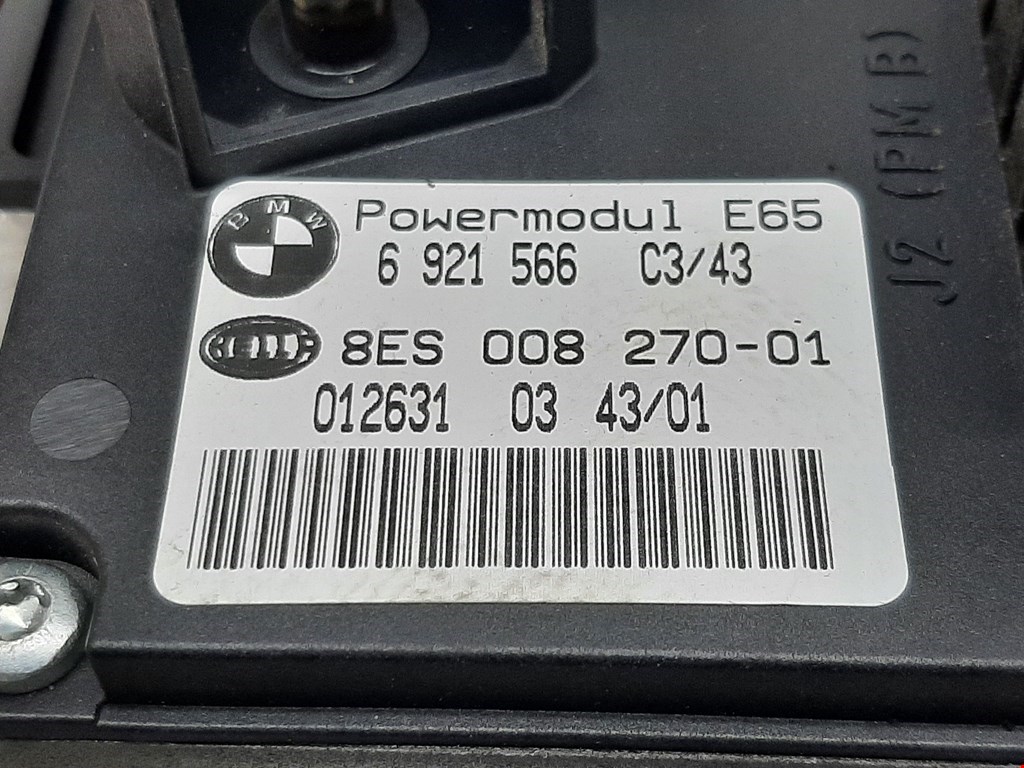 BMW
Powermodul E65
6 921 566 C3/43
HELLA
8ES 008 270-01
012631 03 43/01
J2 (PM B)